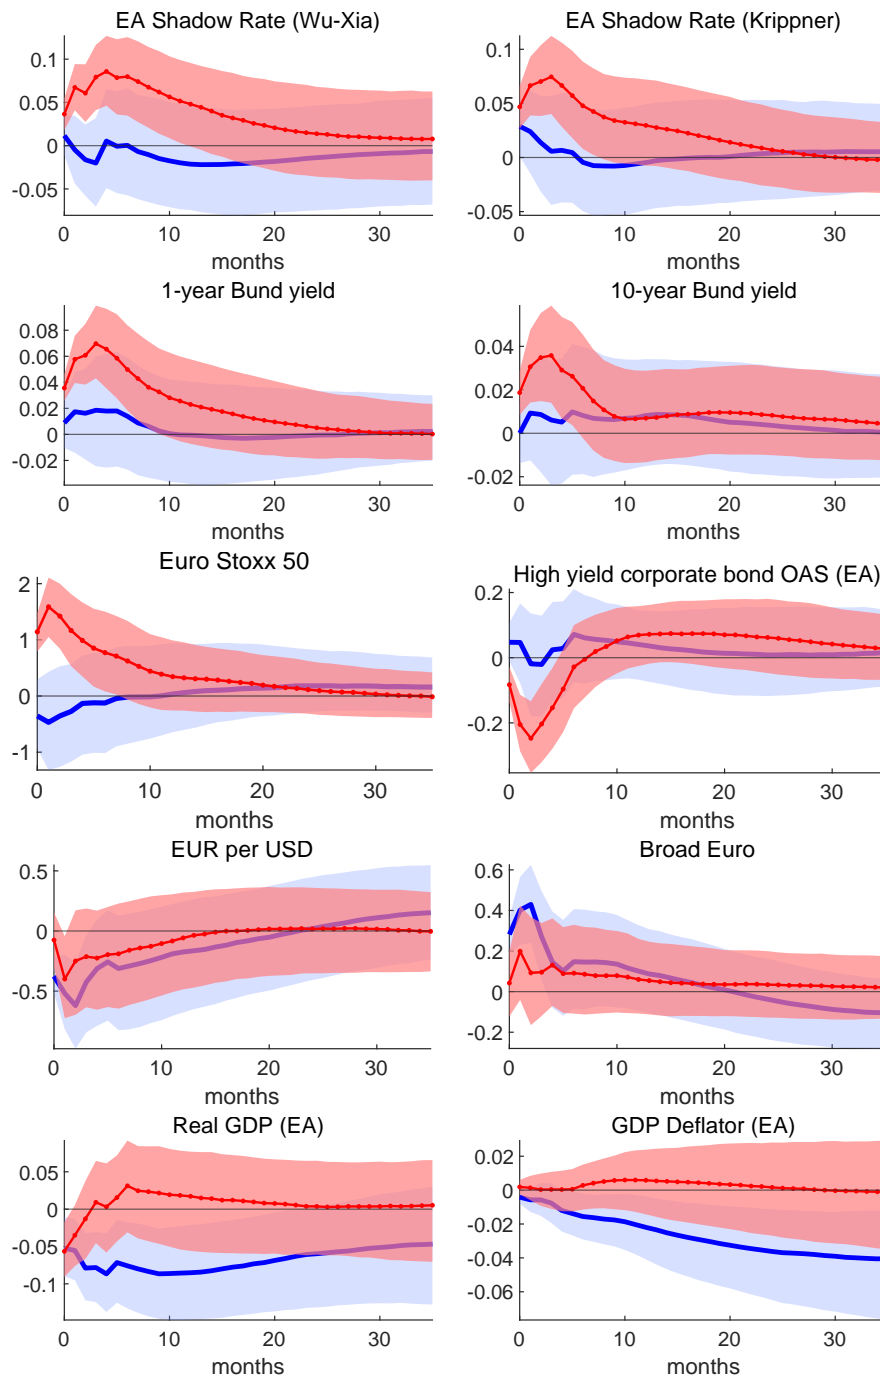 EA Shadow Rate (Wu-Xia)
0.1
0.05
0
-0.05
0 10 20 30
months
EA Shadow Rate (Krippner)
0.1
0.05
0
-0.05
0 10 20 30
months
1-year Bund yield
0.08
0.06
0.04
0.02
0
-0.02
0 10 20 30
months
10-year Bund yield
0.04
0.02
0
-0.02
0 10 20 30
months
Euro Stoxx 50
2
1
0
-1
0 10 20 30
months
High yield corporate bond OAS (EA)
0.2
0
-0.2
0 10 20 30
months
EUR per USD
0.5
0
-0.5
0 10 20 30
months
Broad Euro
0.6
0.4
0.2
0
-0.2
0 10 20 30
months
Real GDP (EA)
0.05
0
-0.05
-0.1
0 10 20 30
months
GDP Deflator (EA)
0.02
0
-0.02
-0.04
-0.06
0 10 20 30
months